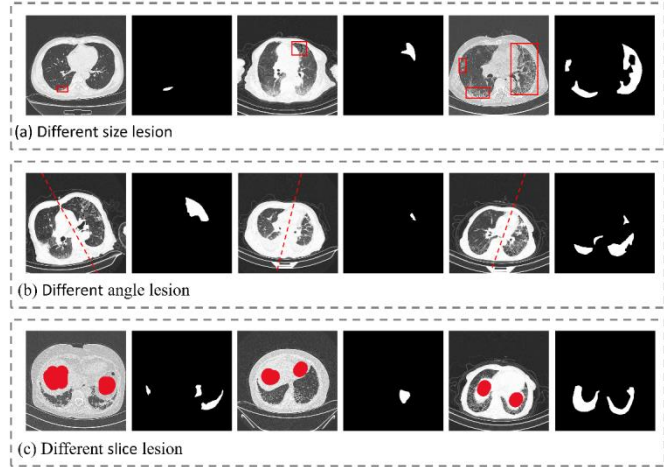 (a) Different size lesion
(b) Different angle lesion
(c) Different slice lesion